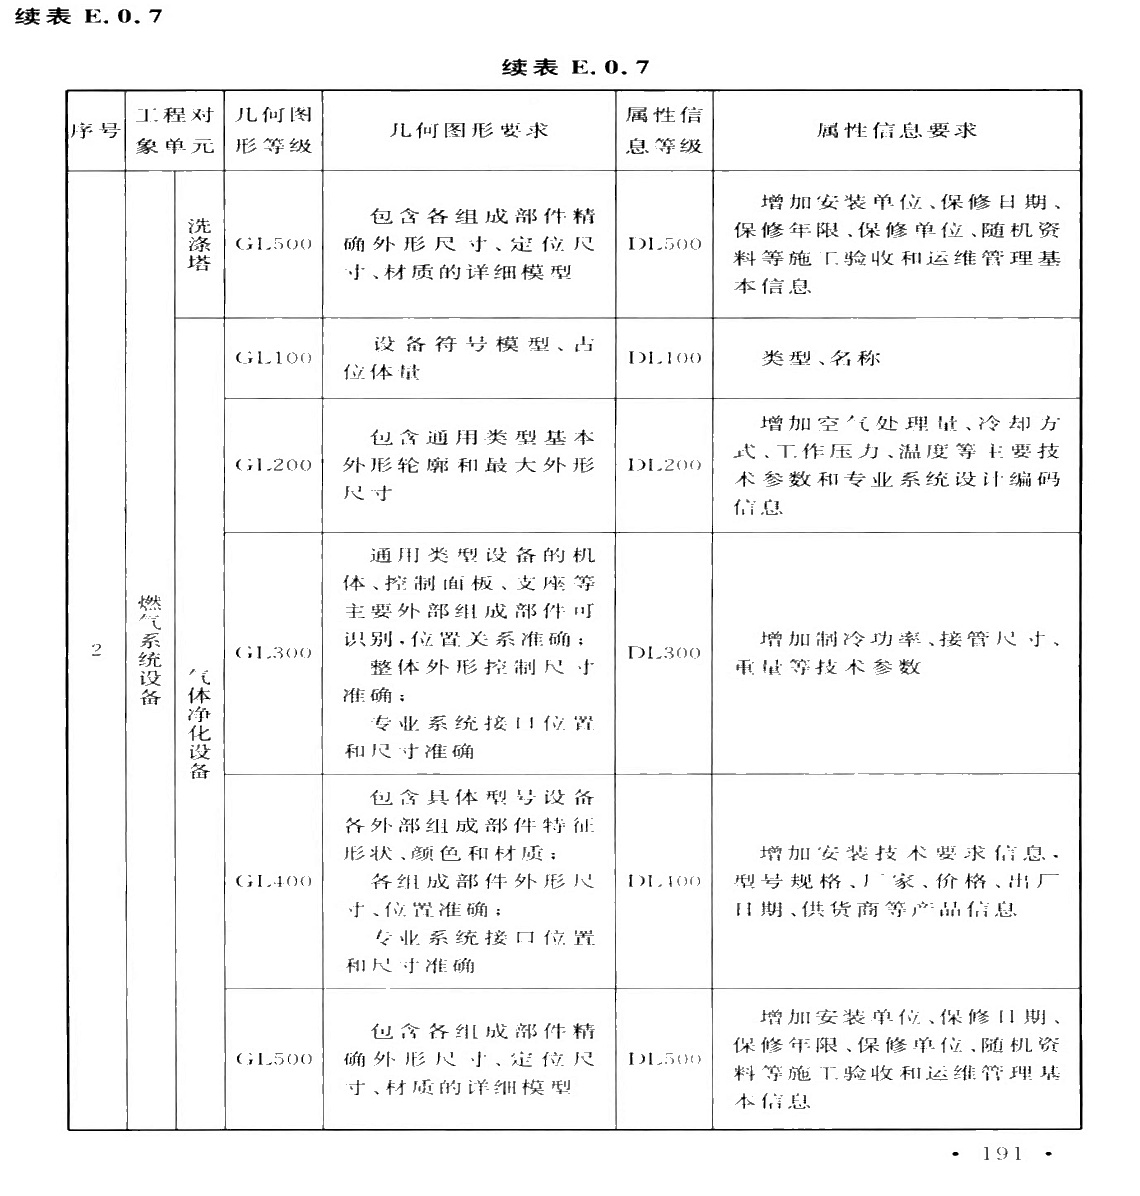 续表 E.0.7
续表 E.0.7
序号
工程对
象单元
几何图
形等级
几何图形要求
属性信
息等级
属性信息要求
2
燃气系统设备
洗涤塔
GL500
包含各组成部件精
确外形尺寸、定位尺
寸、材质的详细模型
DL500
增加安装单位、保修日期、
保修年限、保修单位、随机资
料等施工验收和运维管理基
本信息
气体净化设备
GL100
设备符号模型、占
位体量
DL100
类型、名称
GL200
包含通用类型基本
外形轮廓和最大外形
尺寸
DL200
增加空气处理量、冷却方
式、工作压力、温度等主要技
术参数和专业系统设计编码
信息
GL300
通用类型设备的机
体、控制面板、支座等
主要外部组成部件可
识别,位置关系准确;
整体外形控制尺寸
准确;
专业系统接口位置
和尺寸准确
DL300
增加制冷功率、接管尺寸、
重量等技术参数
GL400
包含具体型号设备
各外部组成部件特征
形状、颜色和材质;
各组成部件外形尺
寸、位置准确;
专业系统接口位置
和尺寸准确
DL400
增加安装技术要求信息,
型号规格、厂家、价格、出厂
日期、供货商等产品信息
GL500
包含各组成部件精
确外形尺寸、定位尺
寸、材质的详细模型
DL500
增加安装单位、保修日期、
保修年限、保修单位、随机资
料等施工验收和运维管理基
本信息
· 191 ·